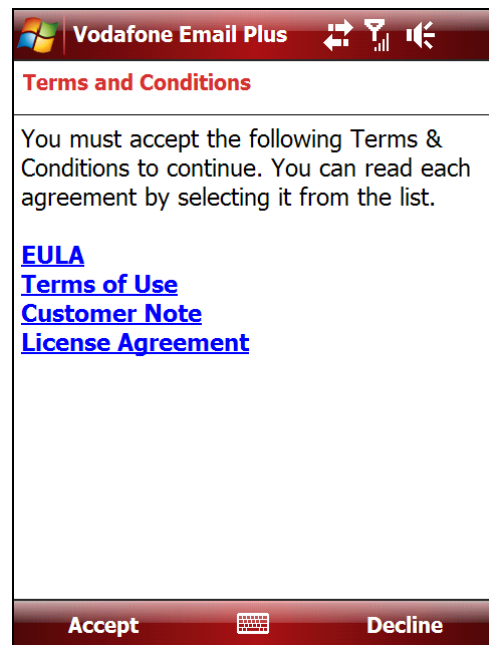 Vodafone Email Plus
Terms and Conditions
You must accept the following Terms &
Conditions to continue. You can read each
agreement by selecting it from the list.
EULA
Terms of Use
Customer Note
License Agreement
Accept
Decline